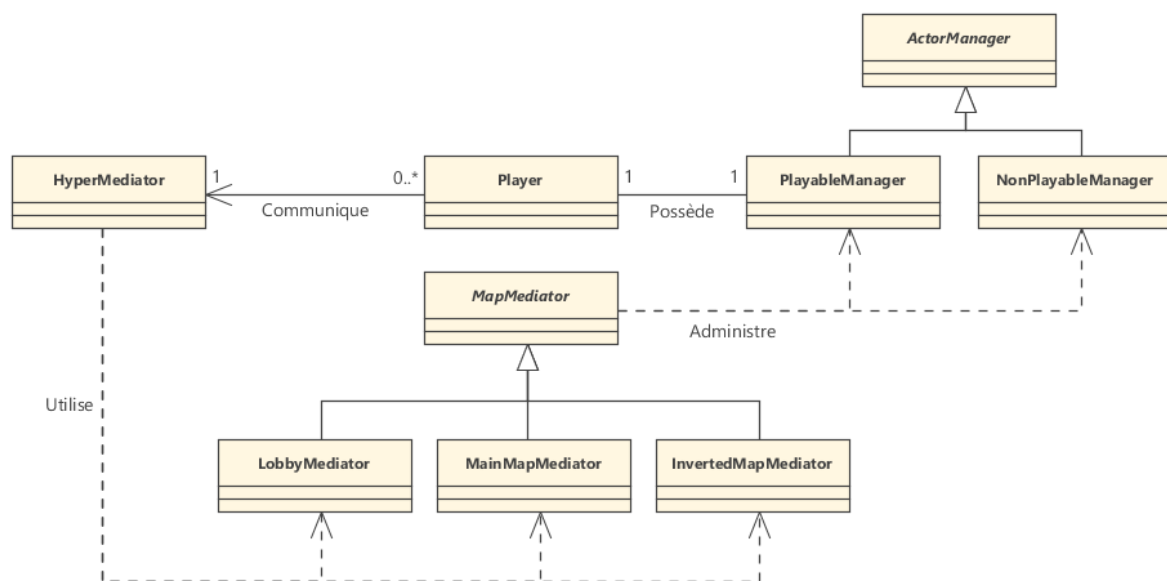 ActorManager
HyperMediator
1
0..*
Player
1
1
PlayableManager
NonPlayableManager
Communique
Possède
MapMediator
Administre
Utilise
LobbyMediator
MainMapMediator
InvertedMapMediator